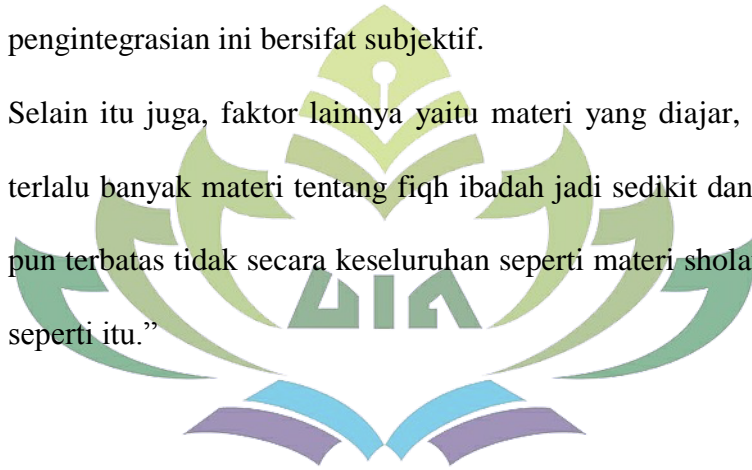 pengintegrasian ini bersifat subjektif.
Selain itu juga, faktor lainnya yaitu materi yang diajar,
terlalu banyak materi tentang fiqh ibadah jadi sedikit dan
pun terbatas tidak secara keseluruhan seperti materi
seperti itu.”
UIN